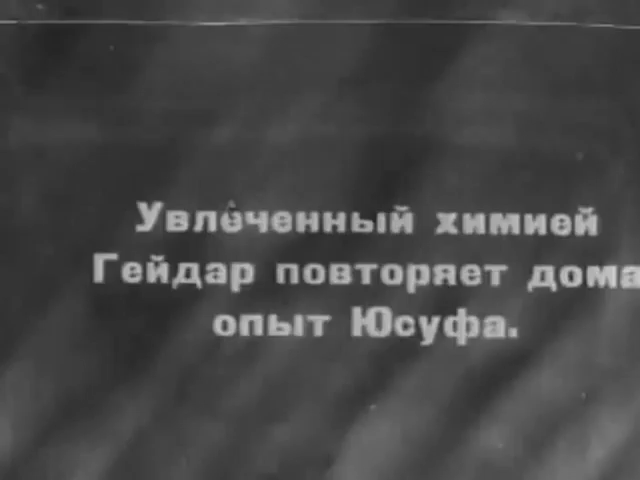 Увлеченный химией
Гейдар повторяет дома
опыт Юсуфа.